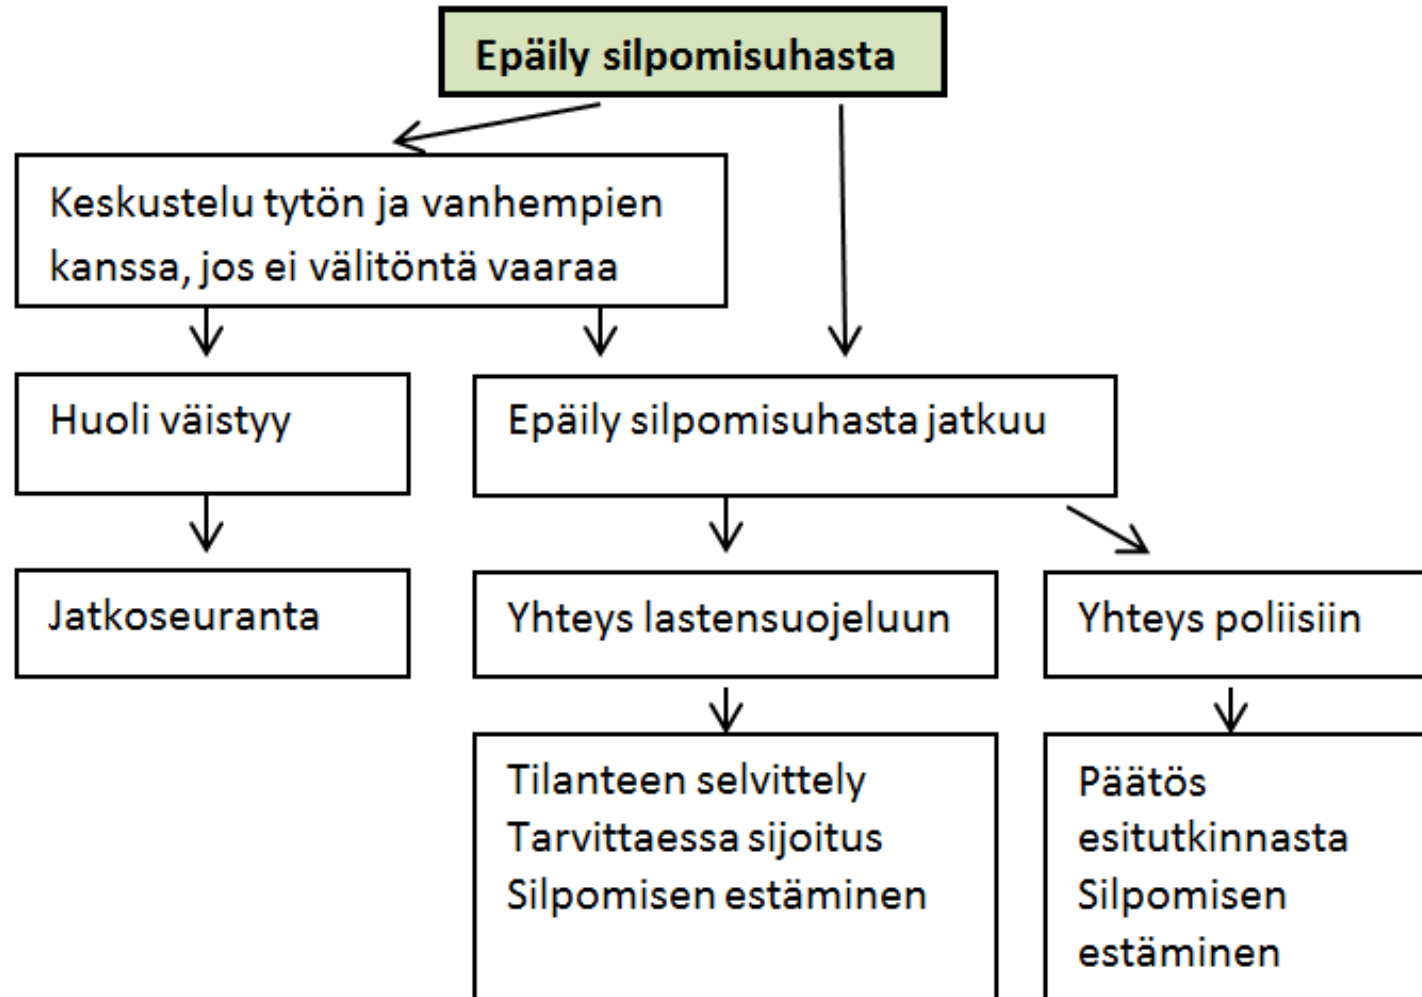 Epäily silpomisuhasta
Keskustelu tytön ja vanhempien
kanssa, jos ei välitöntä vaaraa
Huoli väistyy
Epäily silpomisuhasta jatkuu
Jatkoseuranta
Yhteys lastensuojeluun
Yhteys poliisiin
Tilanteen selvittely
Tarvittaessa sijoitus
Silpomisen estäminen
Päätös
esitutkinnasta
Silpomisen
estäminen